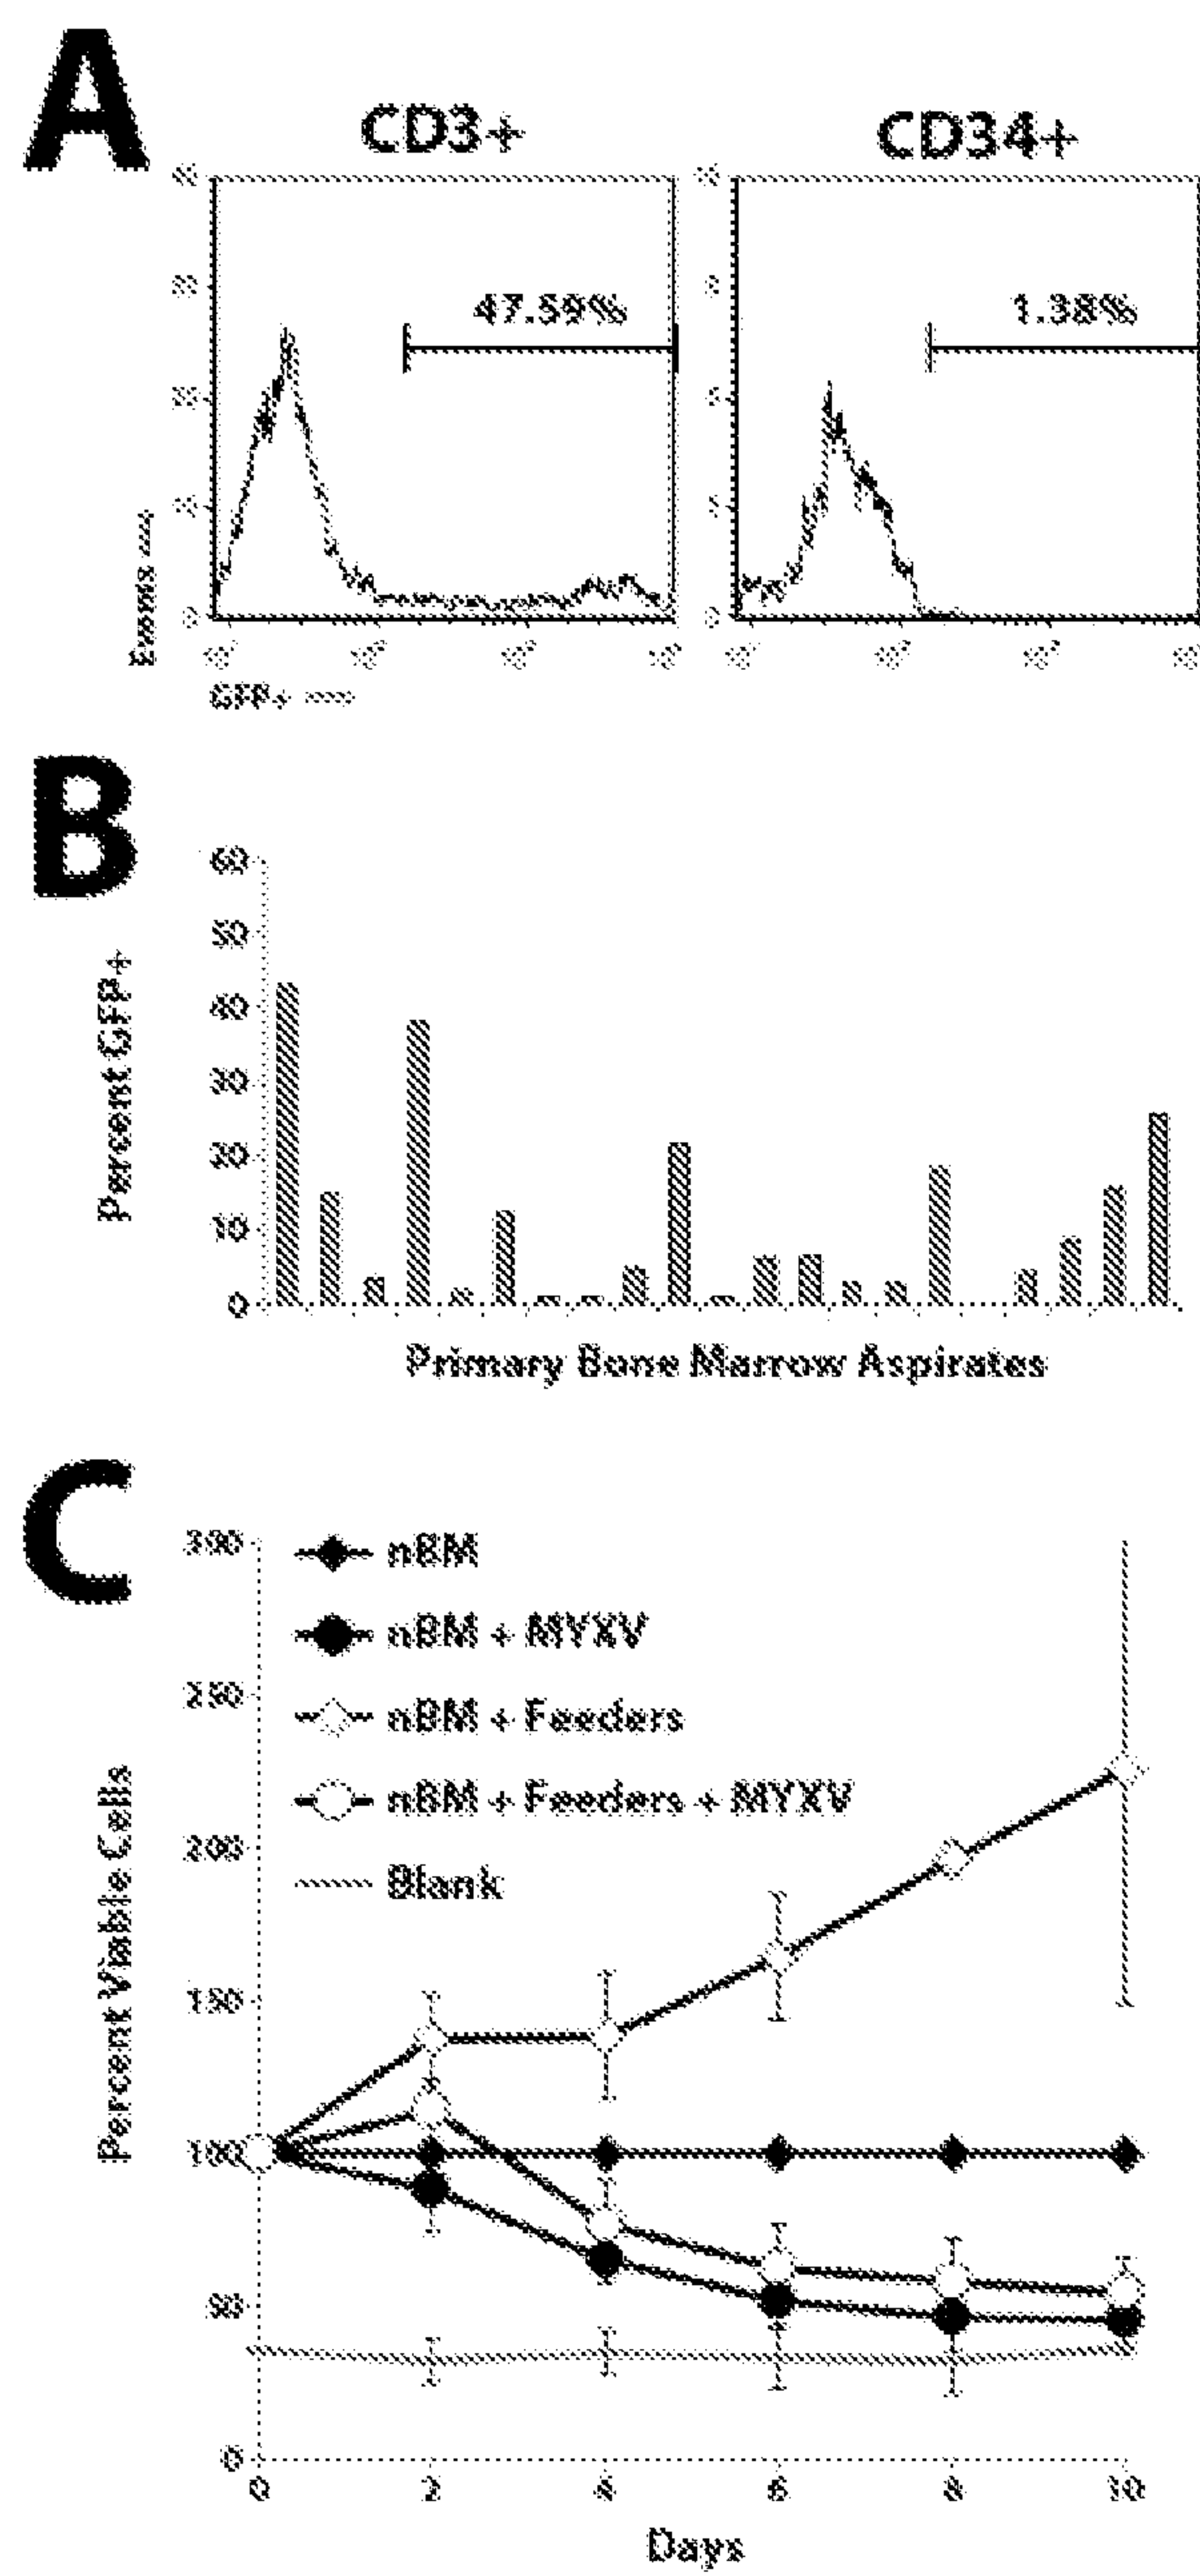 A
CD3+
CD34+
47.59%
1.38%
Events
GFP+
B
60
50
40
30
20
10
0
Percent GFP+
Primary Bone Marrow Aspirates
C
300
250
200
150
100
50
0
Percent Viable Cells
nBM
nBM + MYXV
nBM + Feeders
nBM + Feeders + MYXV
Blank
0 2 4 6 8 10
Days